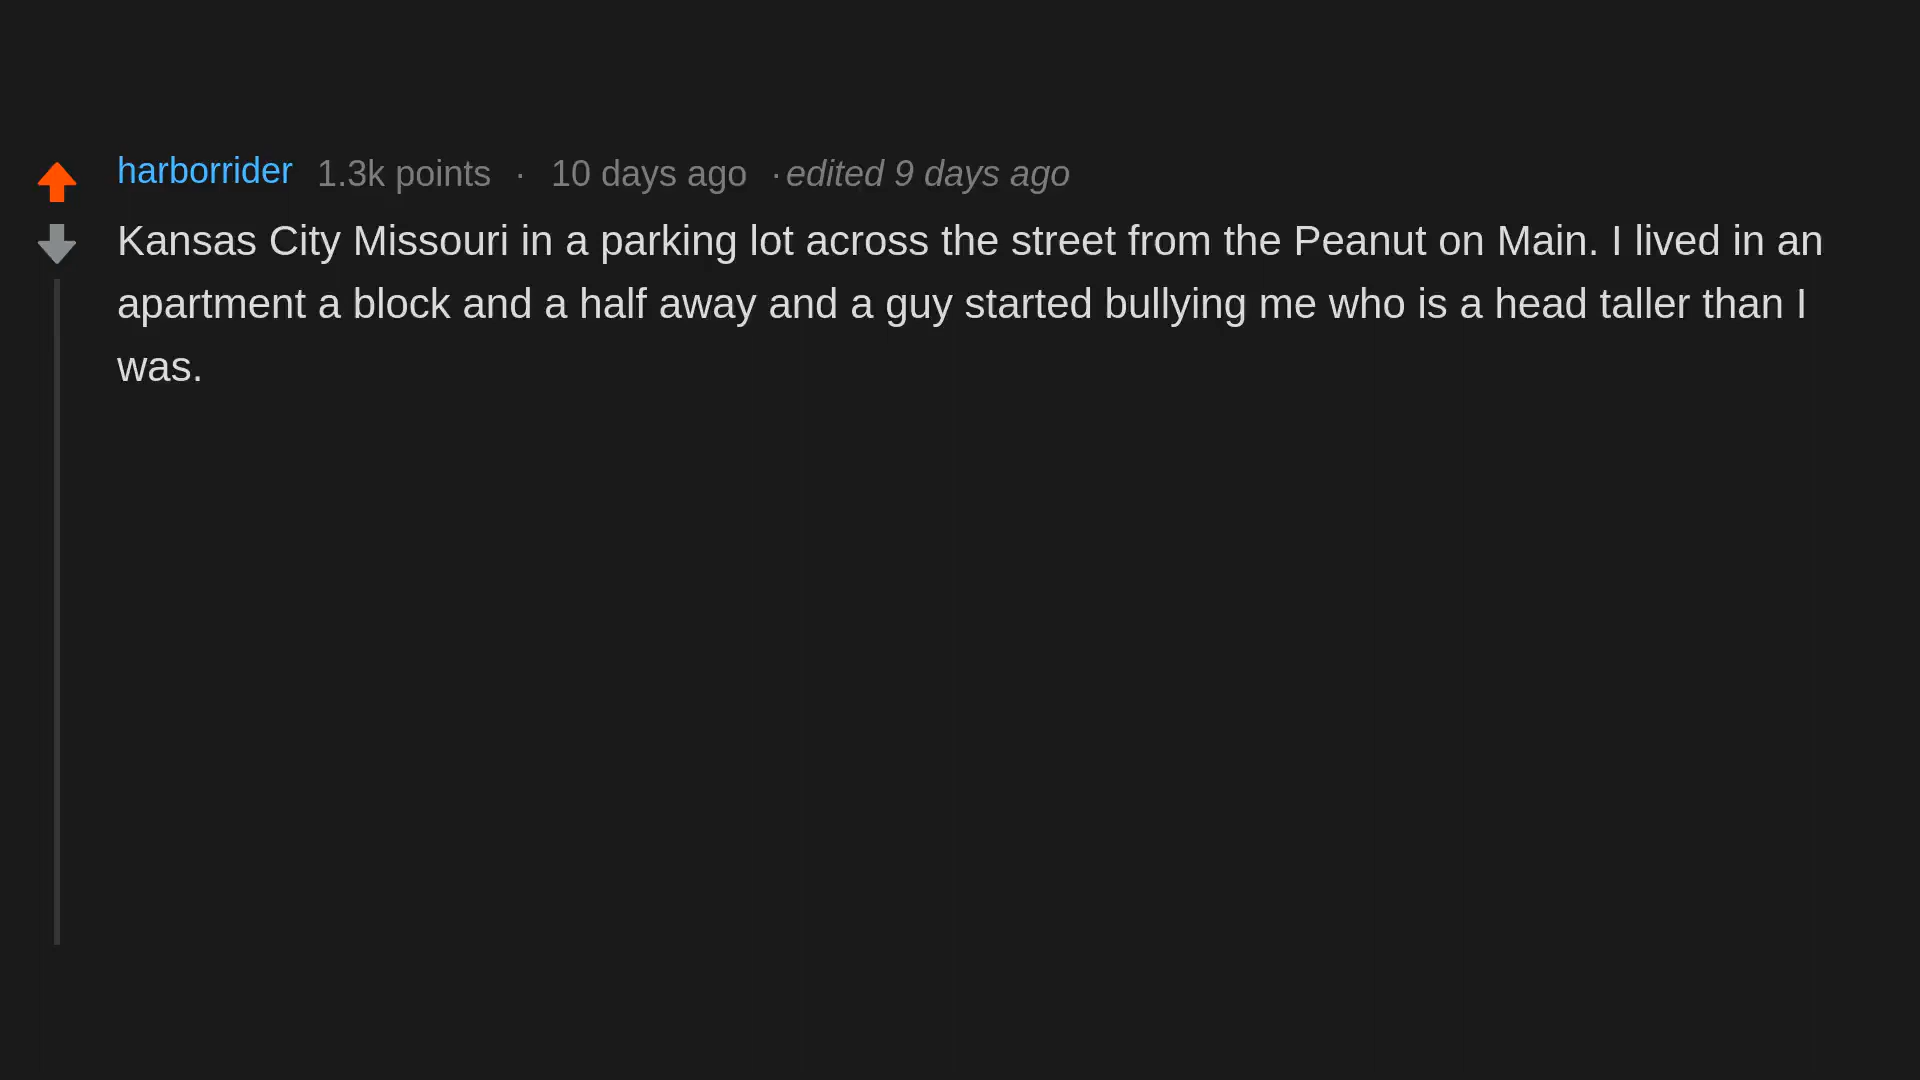 harborrider 1.3k points · 10 days ago · edited 9 days ago
Kansas City Missouri in a parking lot across the street from the Peanut on Main. I lived in an
apartment a block and a half away and a guy started bullying me who is a head taller than I
was.